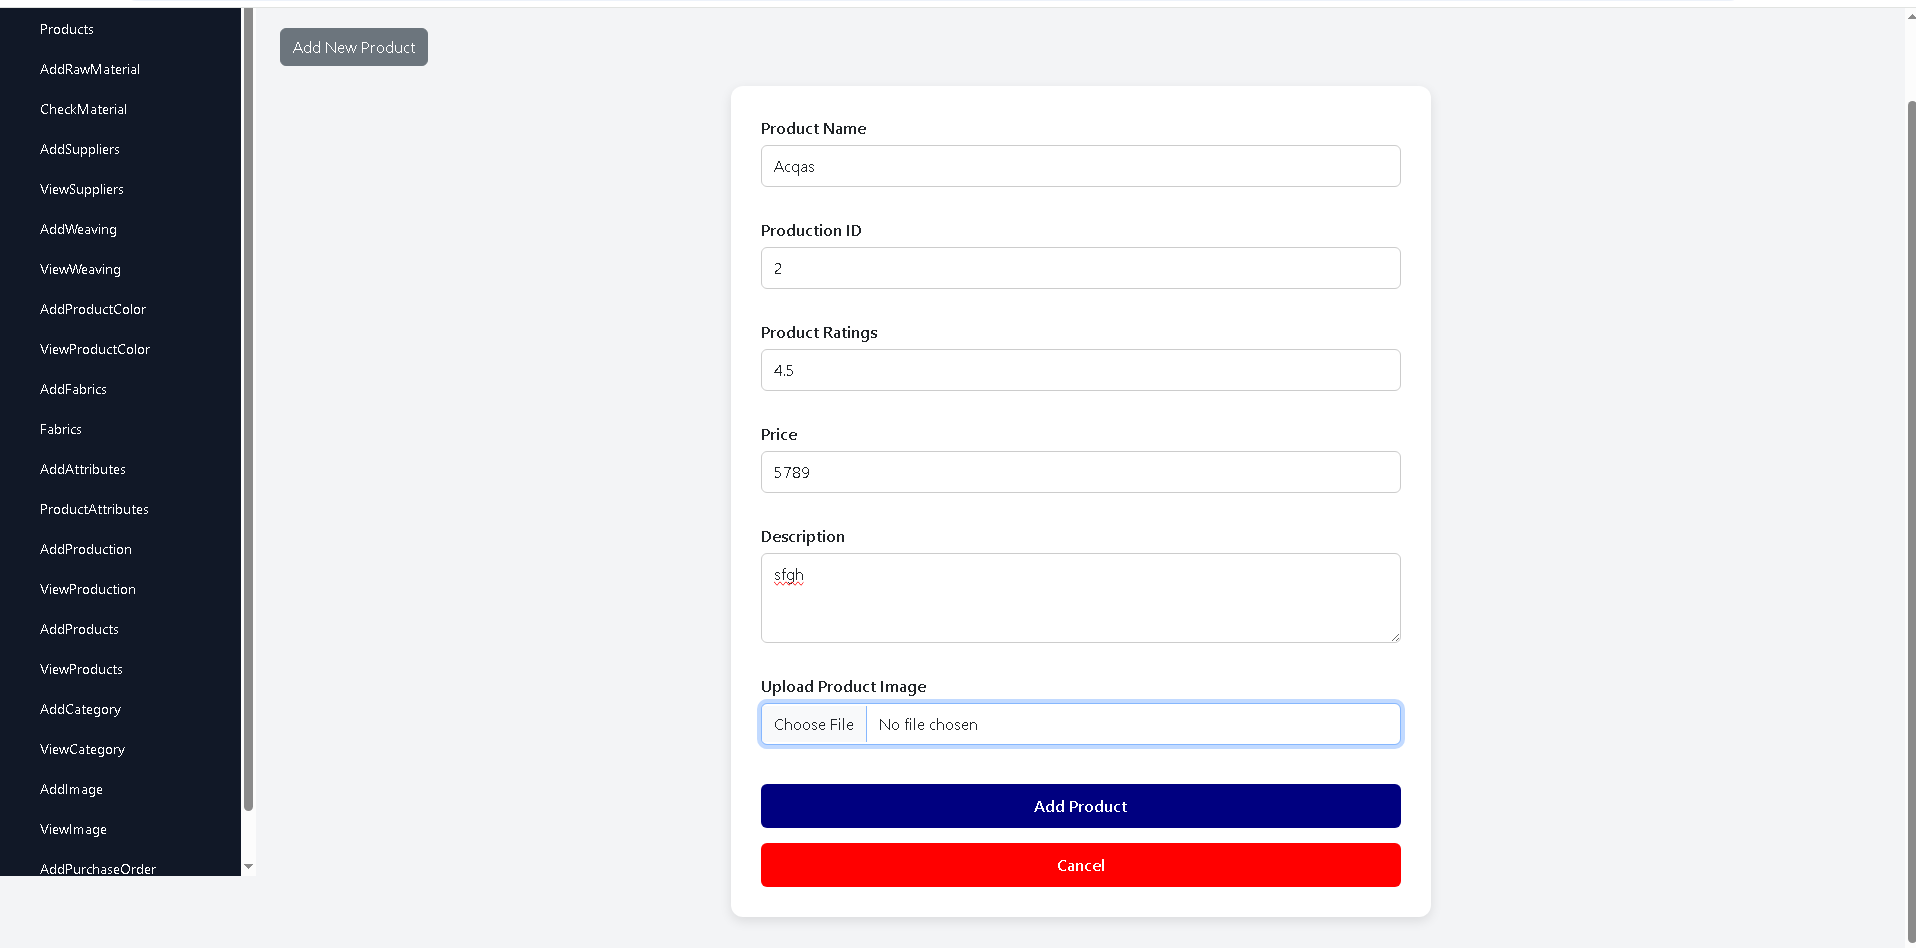 Products
AddRawMaterial
CheckMaterial
AddSuppliers
ViewSuppliers
AddWeaving
ViewWeaving
AddProductColor
ViewProductColor
AddFabrics
Fabrics
AddAttributes
ProductAttributes
AddProduction
ViewProduction
AddProducts
ViewProducts
AddCategory
ViewCategory
AddImage
ViewImage
AddPurchaseOrder
Add New Product
Product Name
Acqas
Production ID
2
Product Ratings
4.5
Price
5789
Description
sfgh
Upload Product Image
Choose File No file chosen
Add Product
Cancel